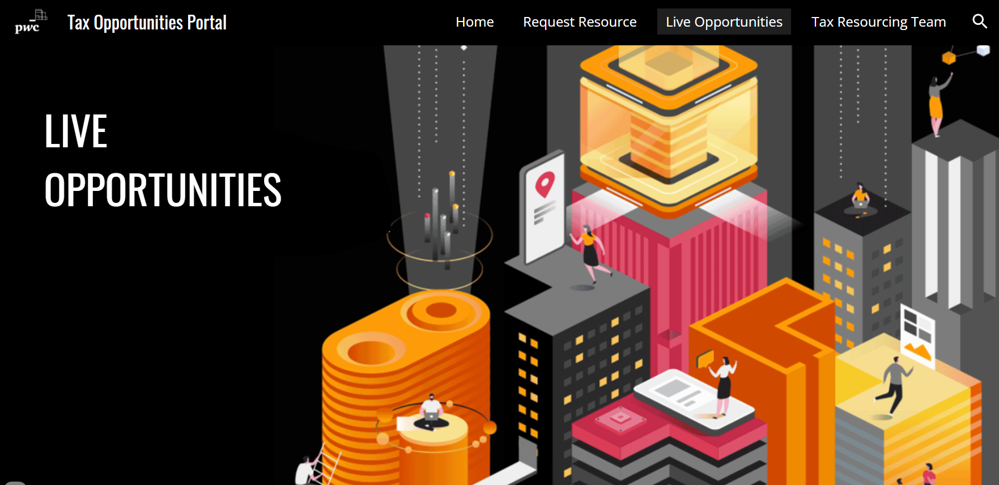 pwc
Tax Opportunities Portal
Home
Request Resource
Live Opportunities
Tax Resourcing Team
LIVE
OPPORTUNITIES